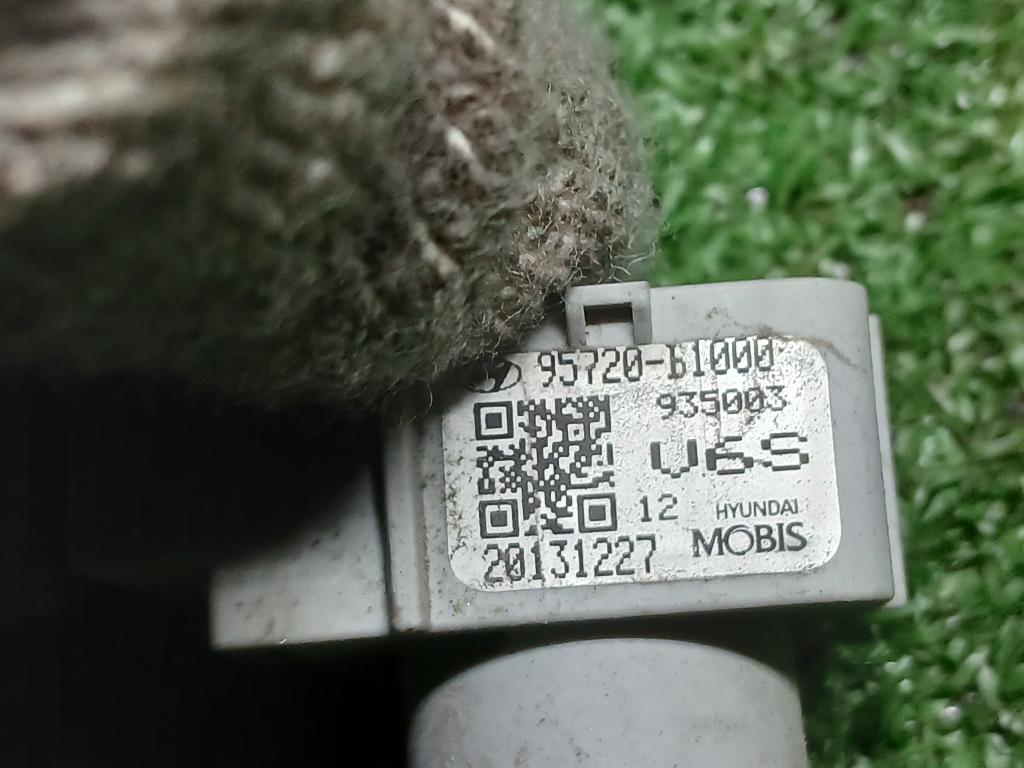 95720-B1000
935003
V6S
12
HYUNDAI
MOBIS
20131227